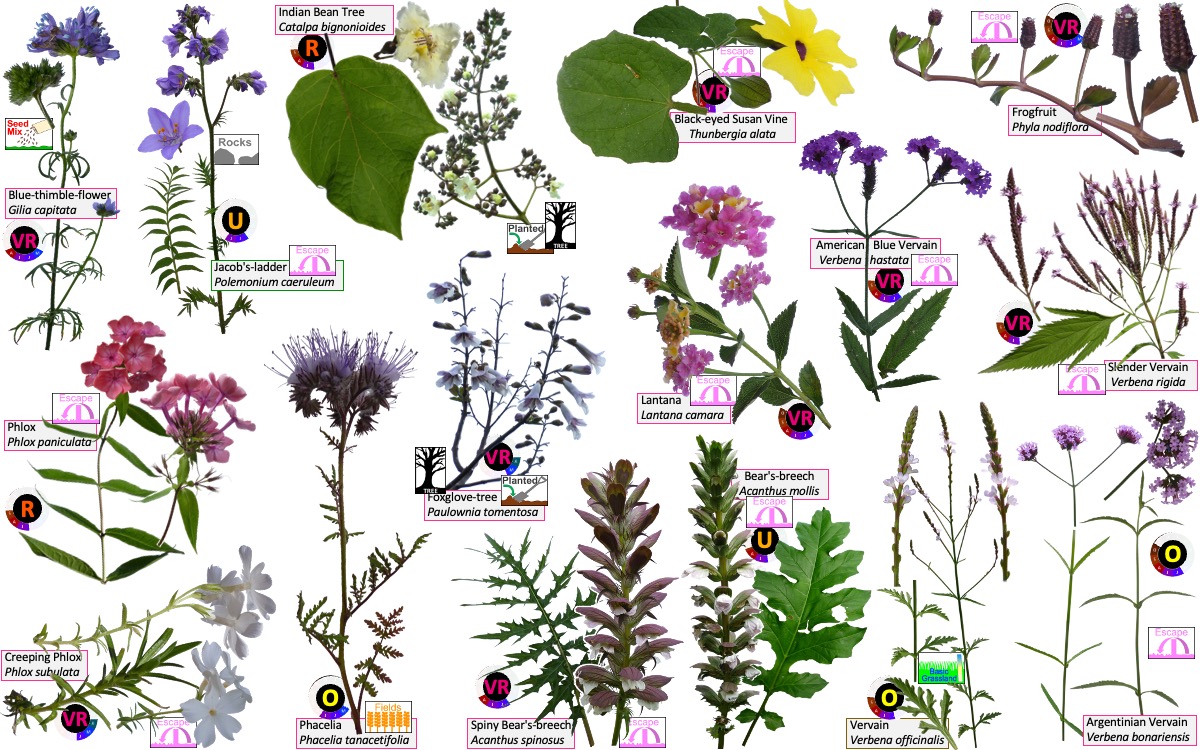 Seed
Mix
Blue-thimble-flower
Gilia capitata
VR
Rocks
U
Escape
Jacob's-ladder
Polemonium caeruleum
Indian Bean Tree
Catalpa bignonioides
R
Planted
TREE
Escape
VR
Black-eyed Susan Vine
Thunbergia alata
Escape
VR
Frogfruit
Phyla nodiflora
American Blue Vervain
Verbena hastata
Escape
VR
VR
Escape
Slender Vervain
Verbena rigida
Escape
Lantana
Lantana camara
VR
Escape
Phlox
Phlox paniculata
R
Creeping Phlox
Phlox subulata
VR
Escape
O
Fields
Phacelia
Phacelia tanacetifolia
TREE
VR
Planted
Foxglove-tree
Paulownia tomentosa
VR
Spiny Bear's-breech
Acanthus spinosus
Escape
Bear's-breech
Acanthus mollis
Escape
U
Basic
Grassland
O
Vervain
Verbena officinalis
O
Escape
Argentinian Vervain
Verbena bonariensis